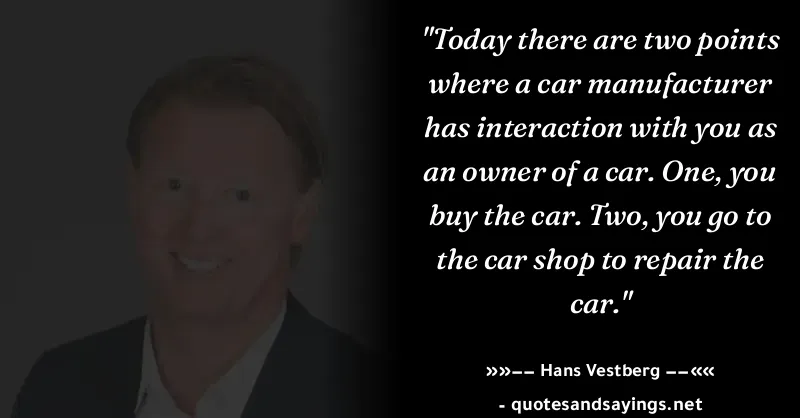 "Today there are two points
where a car manufacturer
has interaction with you as
an owner of a car. One, you
buy the car. Two, you go to
the car shop to repair the
car."
»»—— Hans Vestberg ——««
- quotesandsayings.net